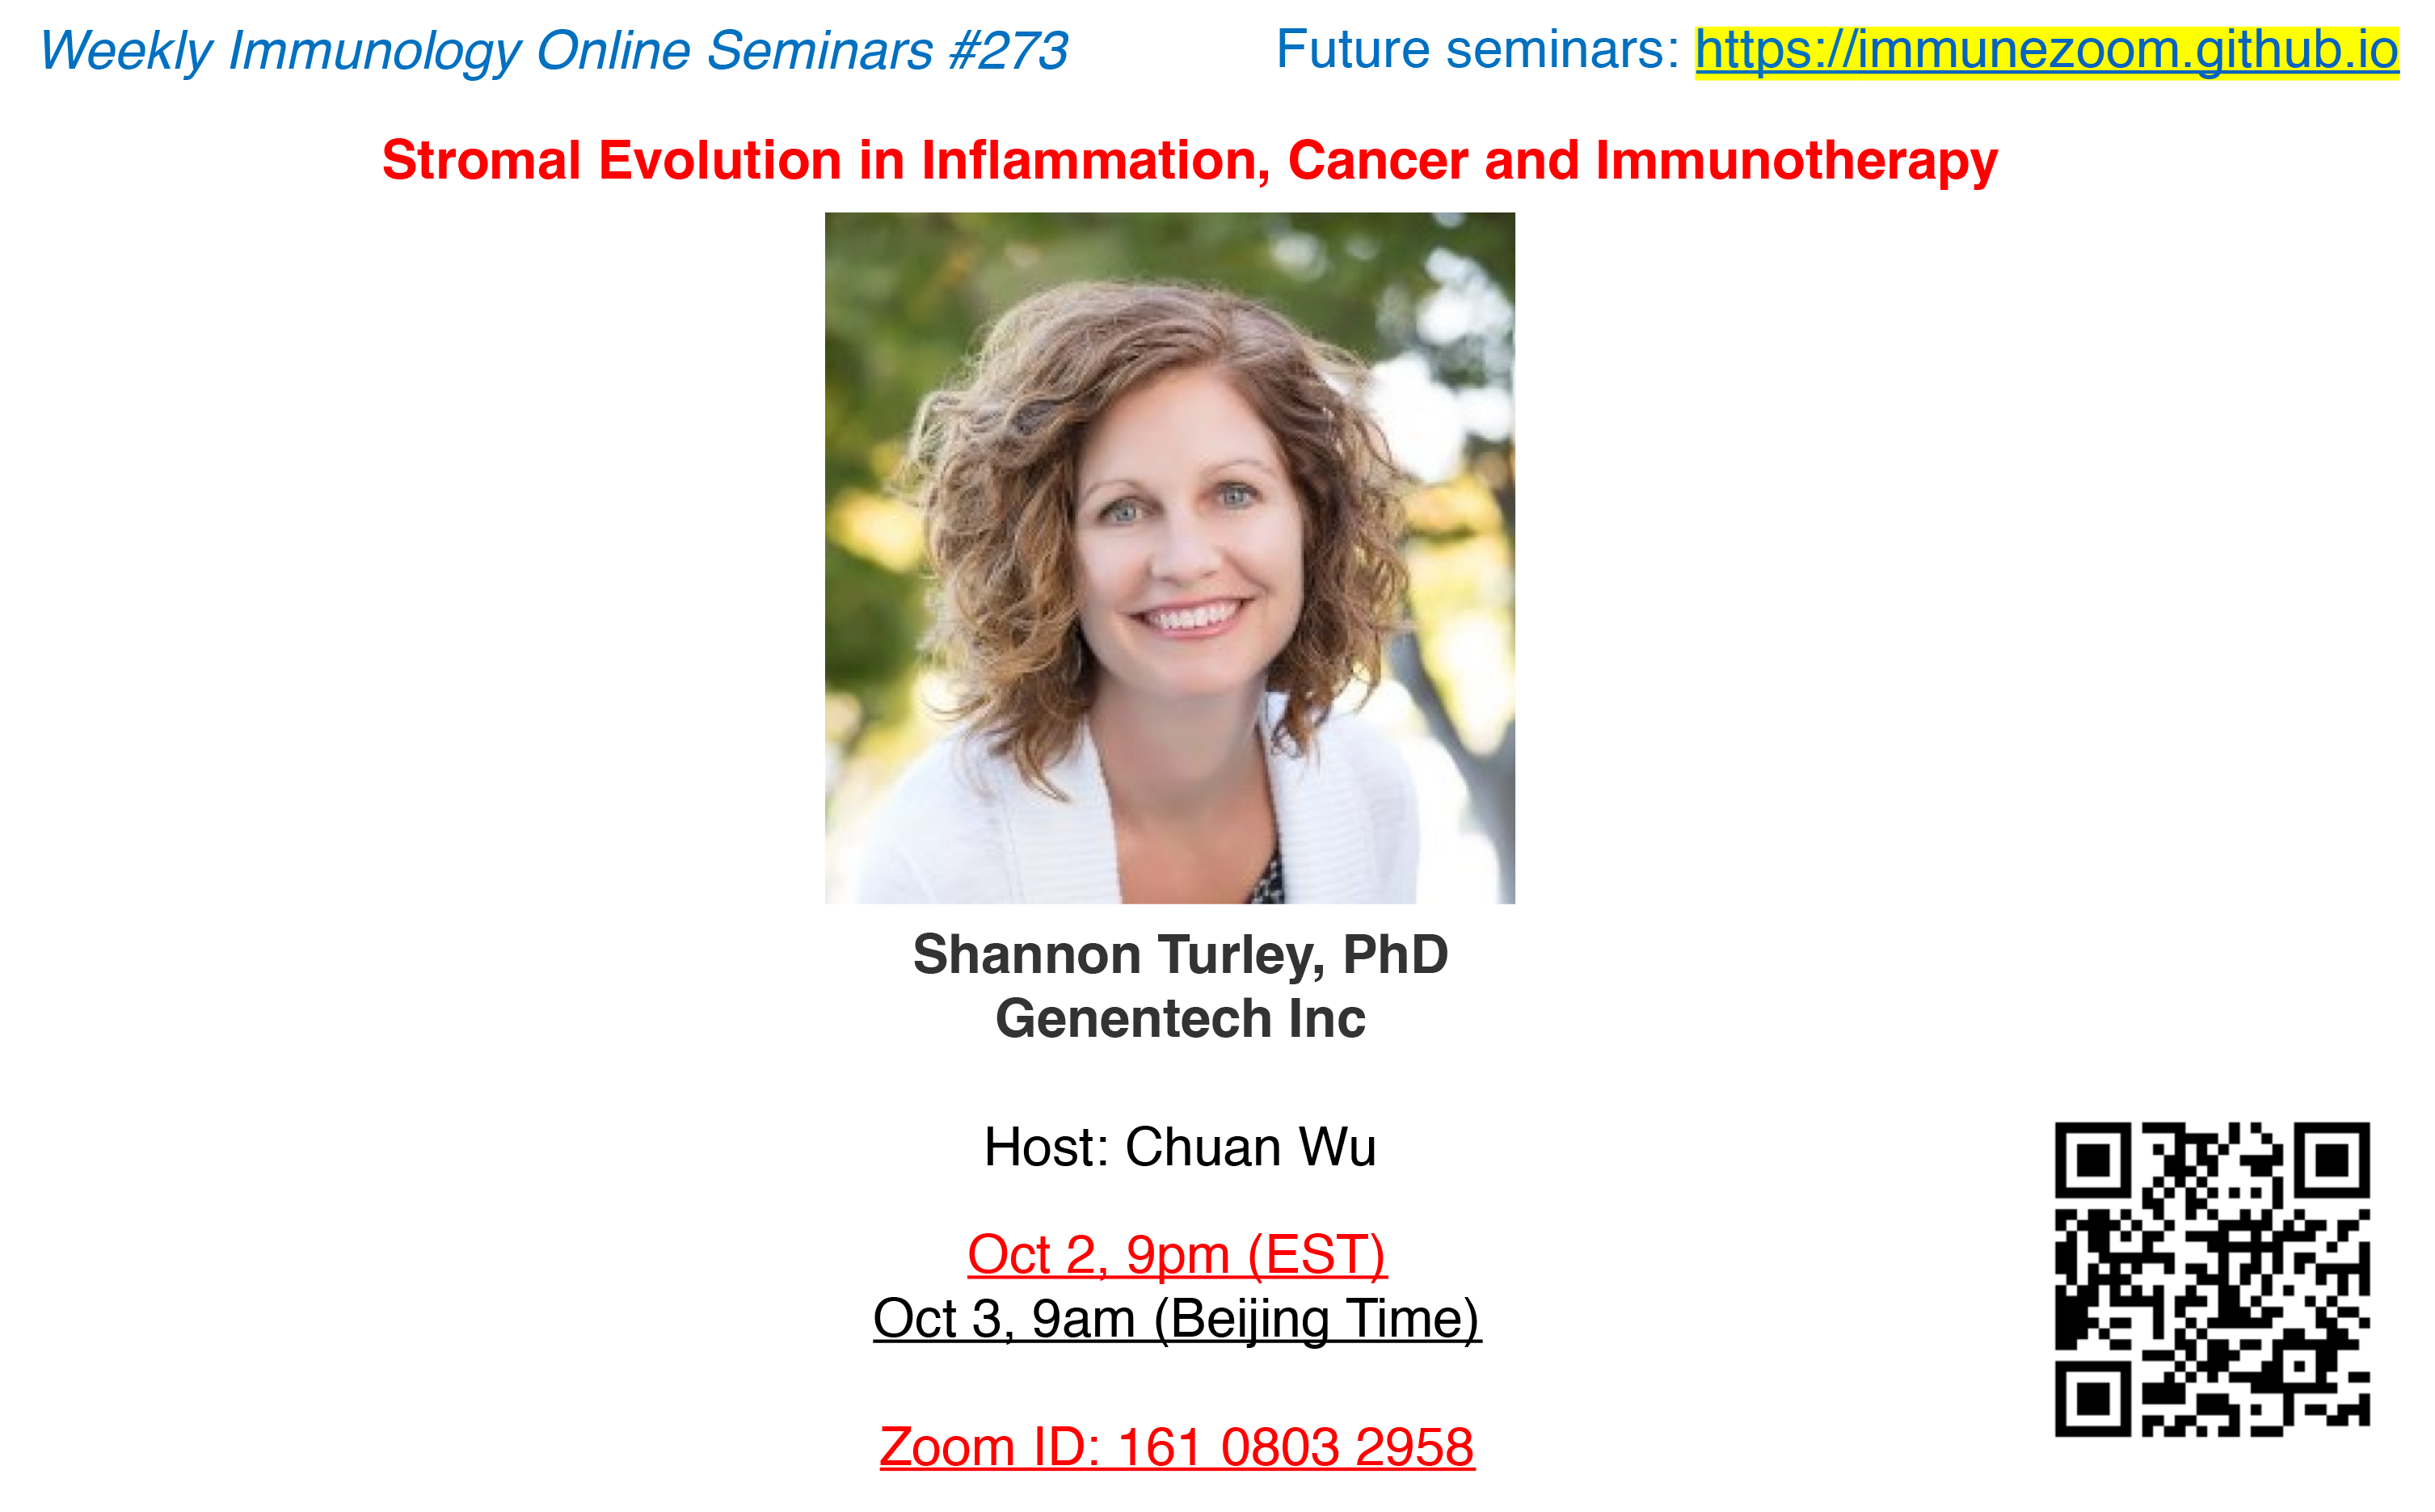 Weekly Immunology Online Seminars #273
Future seminars: https://immunezoom.github.io
Stromal Evolution in Inflammation, Cancer and Immunotherapy
Shannon Turley, PhD
Genentech Inc
Host: Chuan Wu
Oct 2, 9pm (EST)
Oct 3, 9am (Beijing Time)
Zoom ID: 161 0803 2958